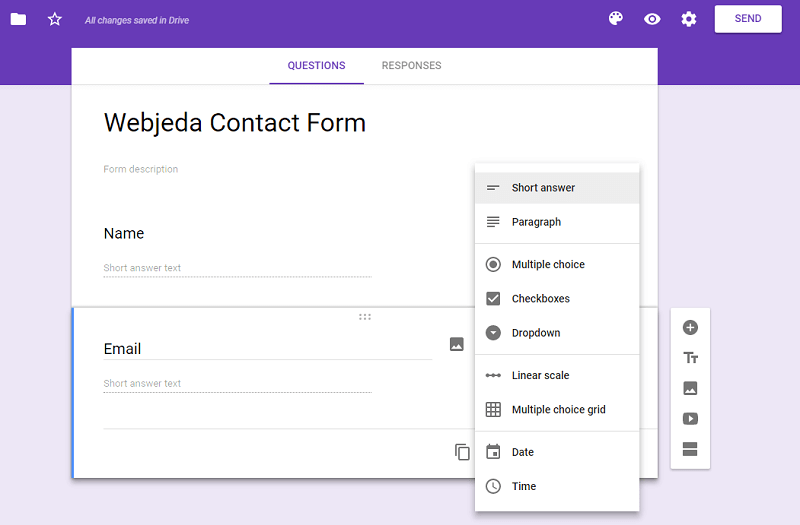 All changes saved in Drive
SEND
QUESTIONS RESPONSES
Webjeda Contact Form
Form description
Name
Short answer text
Email
Short answer text
Short answer
Paragraph
Multiple choice
Checkboxes
Dropdown
Linear scale
Multiple choice grid
Date
Time
Tт